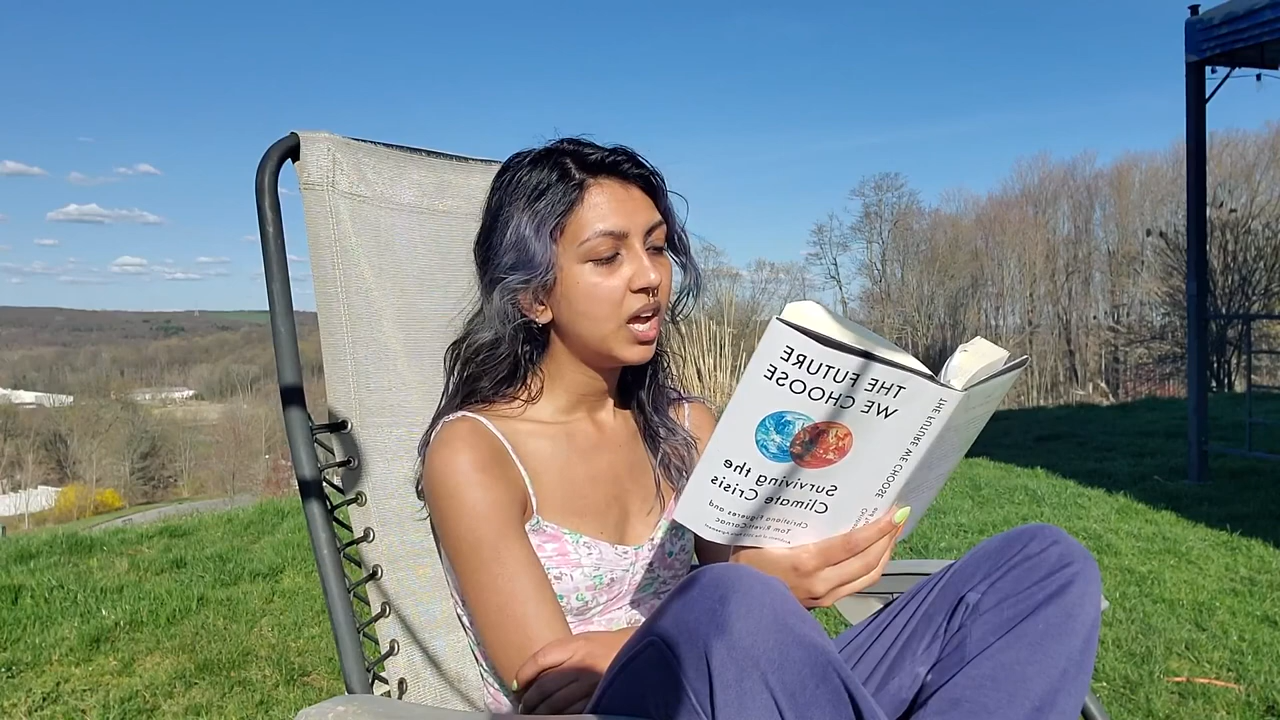 THE FUTURE
WE CHOOSE
Surviving the
Climate Crisis
Christiana Figueres and
Tom Rivett-Carnac
THE FUTURE WE CHOOSE